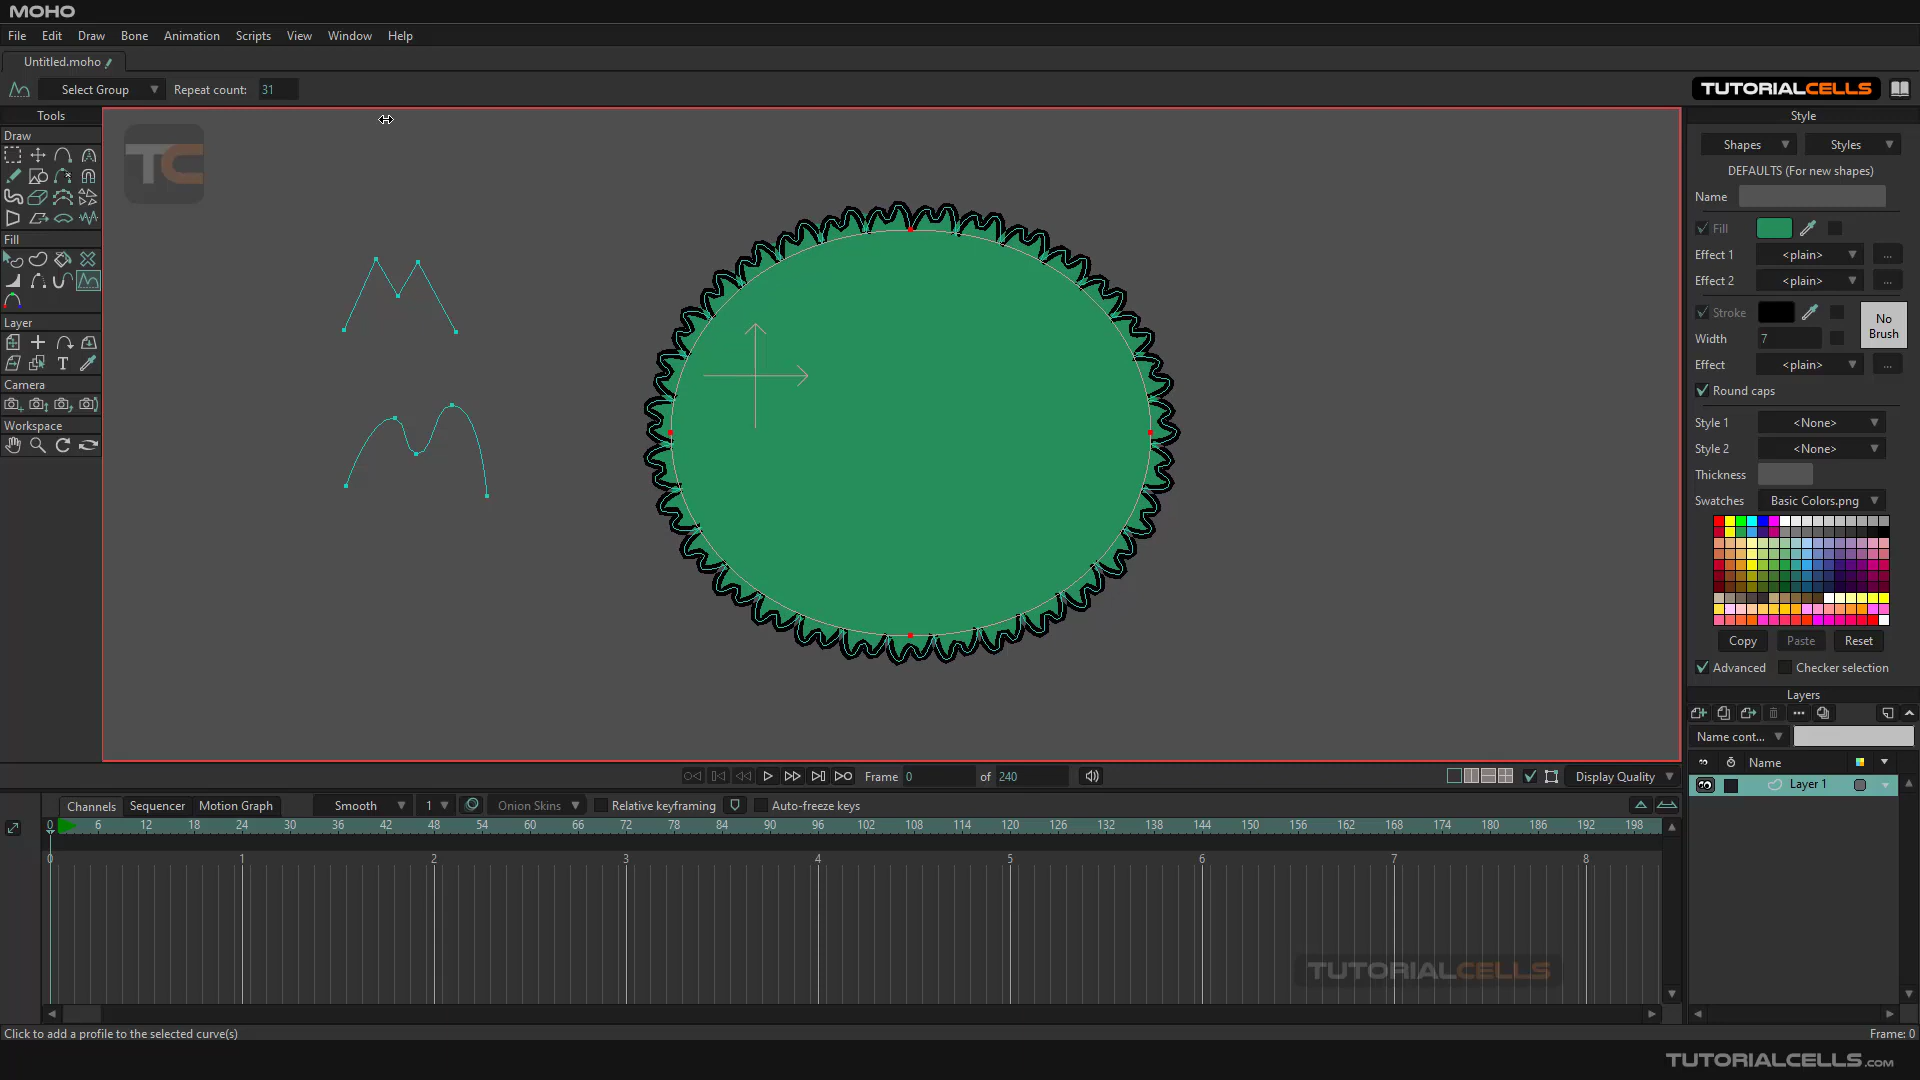 MOHO
File Edit Draw Bone Animation Scripts View Window Help
Untitled.moho
Select Group Repeat count: 31
TUTORIALCELLS
Tools
Draw
Fill
Layer
Camera
Workspace
TC
Style
Shapes Styles
DEFAULTS (For new shapes)
Name
Fill
Effect 1 <plain> ...
Effect 2 <plain> ...
Stroke
No Brush
Width 7
Effect <plain> ...
Round caps
Style 1 <None>
Style 2 <None>
Thickness
Swatches Basic Colors.png
Copy Paste Reset
Advanced Checker selection
Layers
Name cont...
Name
Layer 1
Frame 0 of 240
Display Quality
Channels Sequencer Motion Graph Smooth 1 Onion Skins Relative keyframing Auto-freeze keys
0 6 12 18 24 30 36 42 48 54 60 66 72 78 84 90 96 102 108 114 120 126 132 138 144 150 156 162 168 174 180 186 192 198
0 1 2 3 4 5 6 7 8
TUTORIALCELLS
Click to add a profile to the selected curve(s)
Frame: 0
TUTORIALCELLS.COM